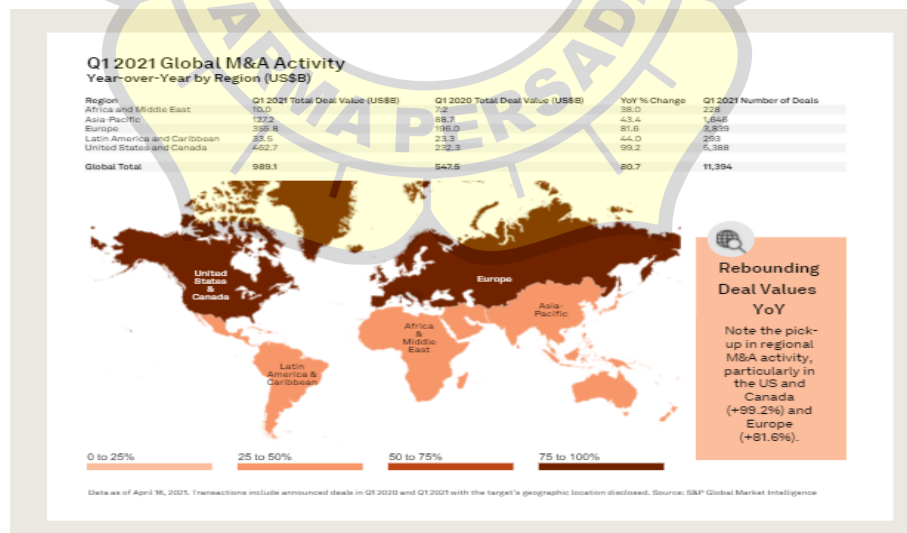 ARMA PERSADA
Q1 2021 Global M&A Activity
Year-over-Year by Region (US$B)
Region Q1 2021 Total Deal Value (US$B) Q1 2020 Total Deal Value (US$B) YoY % Change Q1 2021 Number of Deals
Africa and Middle East 10.0 7.2 38.0 228
Asia-Pacific 127.2 88.7 43.4 1,646
Europe 355.8 196.0 81.6 3,839
Latin America and Caribbean 33.5 23.3 44.0 293
United States and Canada 462.7 232.3 99.2 5,388
Global Total 989.1 547.5 80.7 11,394
United
States
&
Canada
Europe
Asia-
Pacific
Africa
&
Middle
East
Latin
America &
Caribbean
Rebounding
Deal Values
YoY
Note the pick-
up in regional
M&A activity,
particularly in
the US and
Canada
(+99.2%) and
Europe
(+81.6%).
0 to 25% 25 to 50% 50 to 75% 75 to 100%
Data as of April 16, 2021. Transactions include announced deals in Q1 2020 and Q1 2021 with the target's geographic location disclosed. Source: S&P Global Market Intelligence